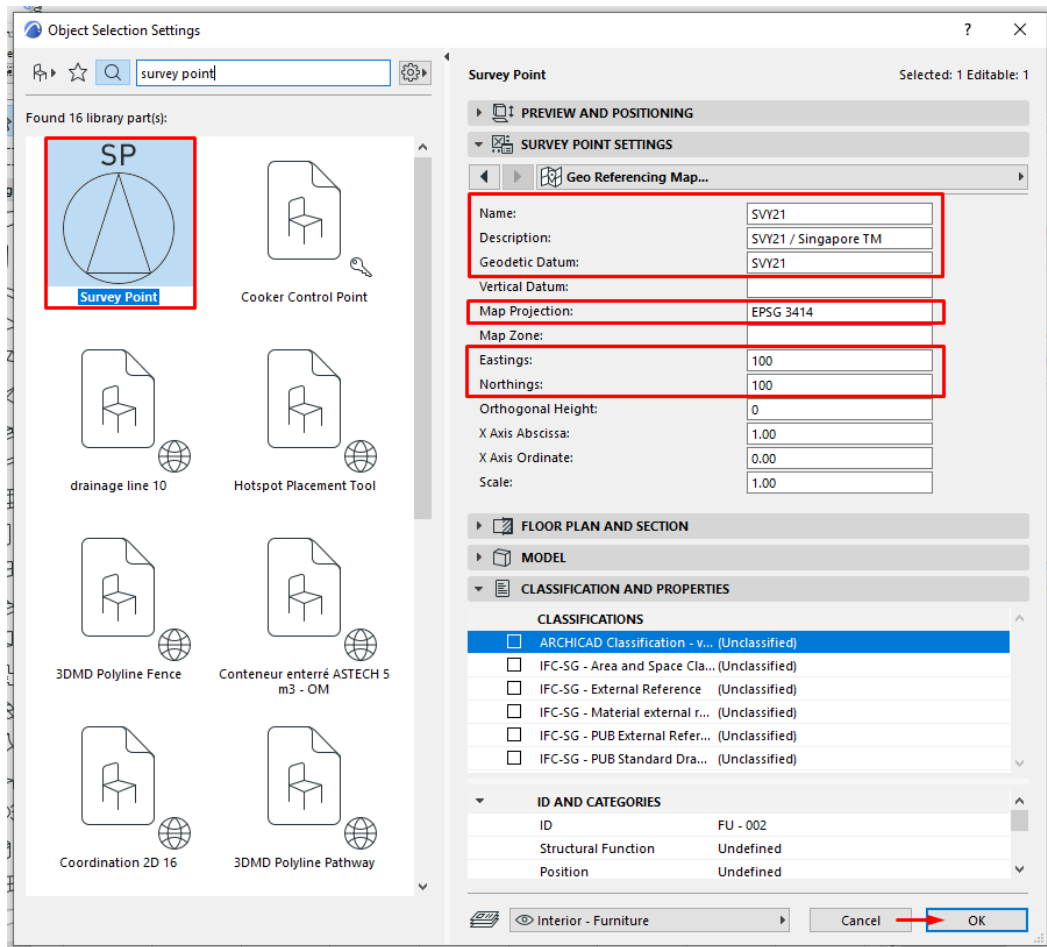 Object Selection Settings
?
survey point
Found 16 library part(s):
SP
Survey Point
Cooker Control Point
drainage line 10
Hotspot Placement Tool
3DMD Polyline Fence
Conteneur enterré ASTECH 5
m3 - OM
Coordination 2D 16
3DMD Polyline Pathway
Survey Point
Selected: 1 Editable: 1
PREVIEW AND POSITIONING
SURVEY POINT SETTINGS
Geo Referencing Map...
Name: SVY21
Description: SVY21 / Singapore TM
Geodetic Datum: SVY21
Vertical Datum:
Map Projection: EPSG 3414
Map Zone:
Eastings: 100
Northings: 100
Orthogonal Height: 0
X Axis Abscissa: 1.00
X Axis Ordinate: 0.00
Scale: 1.00
FLOOR PLAN AND SECTION
MODEL
CLASSIFICATION AND PROPERTIES
CLASSIFICATIONS
ARCHICAD Classification - v... (Unclassified)
IFC-SG - Area and Space Cla... (Unclassified)
IFC-SG - External Reference (Unclassified)
IFC-SG - Material external r... (Unclassified)
IFC-SG - PUB External Refer... (Unclassified)
IFC-SG - PUB Standard Dra... (Unclassified)
ID AND CATEGORIES
ID FU - 002
Structural Function Undefined
Position Undefined
Interior - Furniture
Cancel
OK